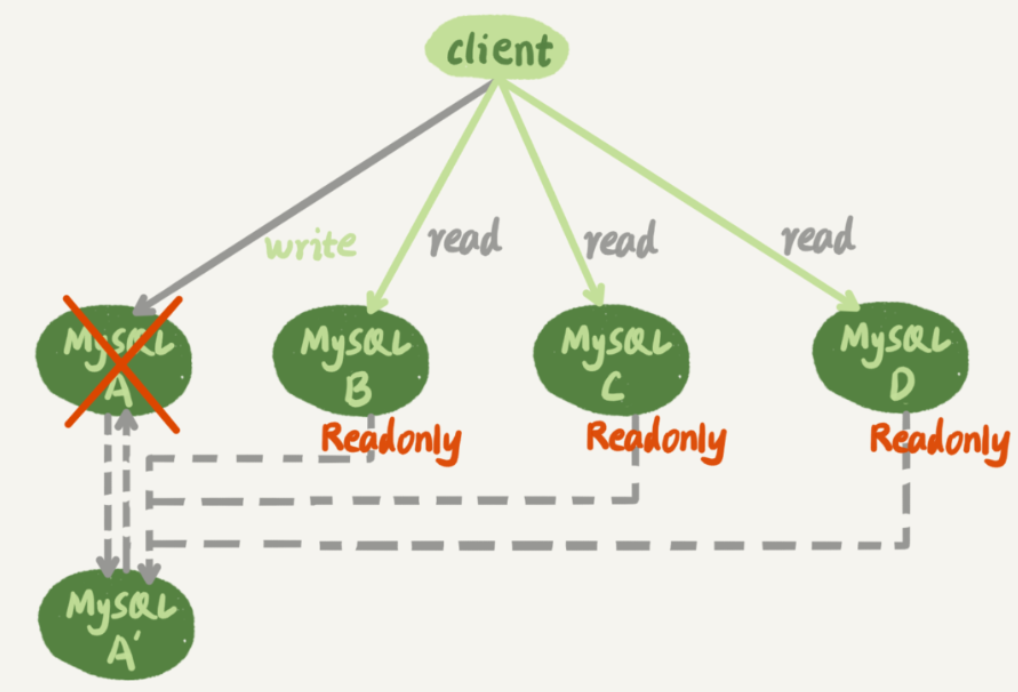 client
write
read
read
read
MySQL
A
MySQL
B
MySQL
C
MySQL
D
Readonly
Readonly
Readonly
MySQL
A'